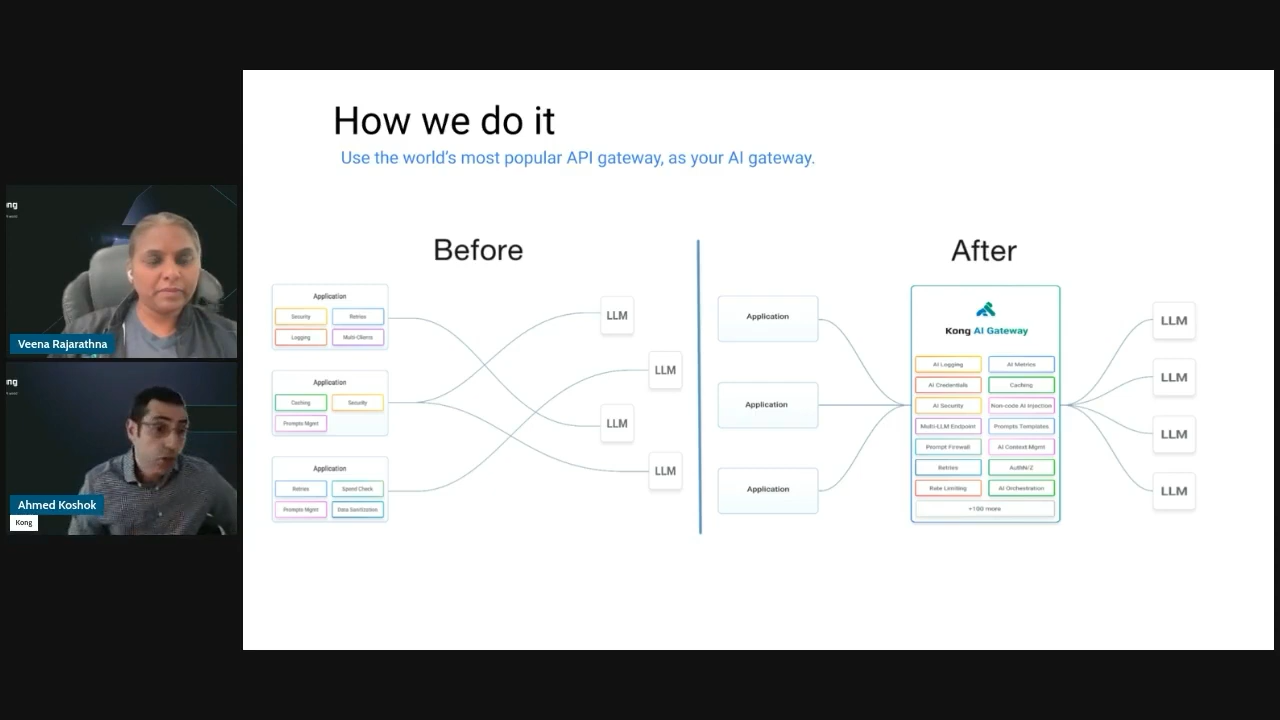 How we do it
Use the world's most popular API gateway, as your AI gateway.
Before
Application
Security
Retries
Logging
Multi-Clients
Application
Caching
Security
Prompts Mgmt
Application
Retries
Spend Check
Prompts Mgmt
Data Sanitization
LLM
LLM
LLM
LLM
After
Application
Application
Application
Kong AI Gateway
AI Logging
AI Metrics
AI Credentials
Caching
AI Security
Non-code AI Injection
Multi-LLM Endpoint
Prompts Templates
Prompt Firewall
AI Context Mgmt
Retries
AuthN/Z
Rate Limiting
AI Orchestration
+100 more
LLM
LLM
LLM
LLM
ng
Veena Rajarathna
ng
Ahmed Koshok
Kong